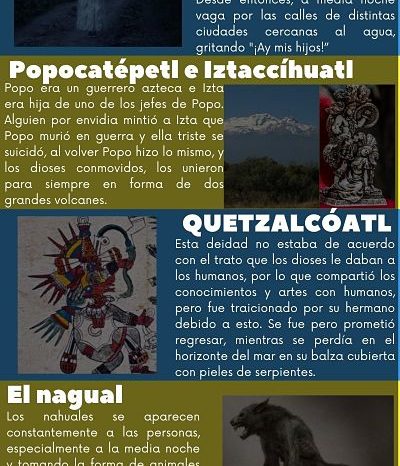 Desde entonces, a media noche
vaga por las calles de distintas
ciudades cercanas al agua,
gritando "¡Ay mis hijos!”
Popocatépetl e Iztaccíhuatl
Popo era un guerrero azteca e Izta
era hija de uno de los jefes de Popo.
Alguien por envidia mintió a Izta que
Popo murió en guerra y ella triste se
suicidó, al volver Popo hizo lo mismo, y
los dioses conmovidos, los unieron
para siempre en forma de dos
grandes volcanes.
QUETZALCÓATL
Esta deidad no estaba de acuerdo
con el trato que los dioses le daban a
los humanos, por lo que compartió los
conocimientos y artes con humanos,
pero fue traicionado por su hermano
debido a esto. Se fue pero prometió
regresar, mientras se perdía en el
horizonte del mar en su balza cubierta
con pieles de serpientes.
El nagual
Los nahuales se aparecen
constantemente a las personas,
especialmente a la media noche
y tomando la forma de animales